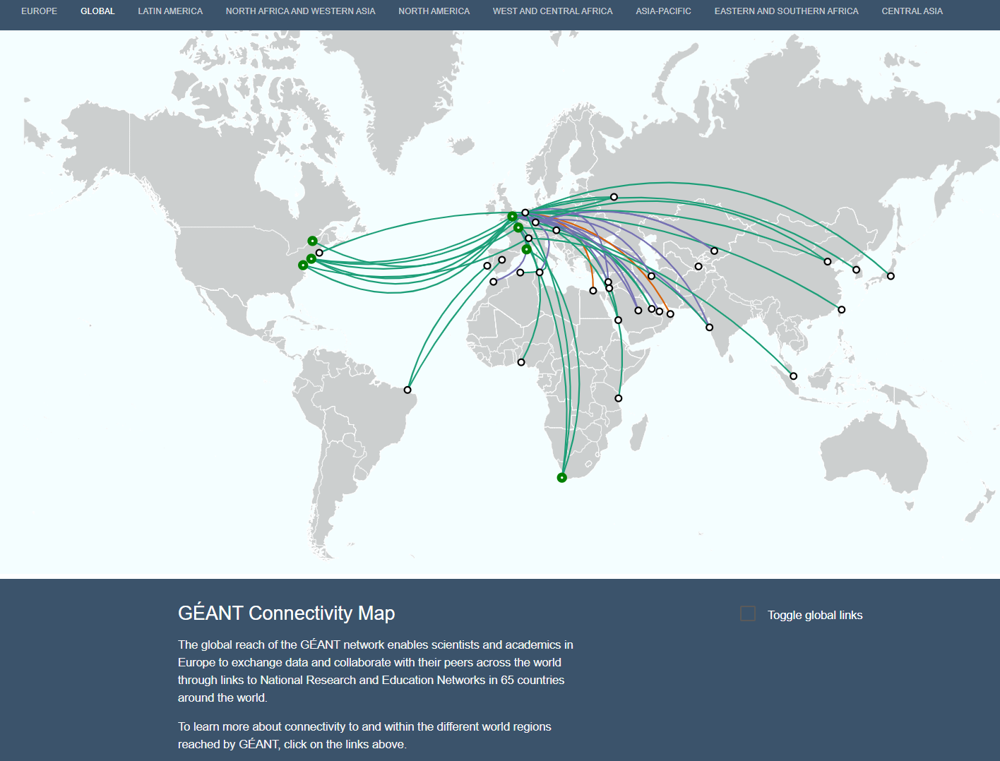 EUROPE GLOBAL LATIN AMERICA NORTH AFRICA AND WESTERN ASIA NORTH AMERICA WEST AND CENTRAL AFRICA ASIA-PACIFIC EASTERN AND SOUTHERN AFRICA CENTRAL ASIA
GÉANT Connectivity Map
Toggle global links
The global reach of the GÉANT network enables scientists and academics in
Europe to exchange data and collaborate with their peers across the world
through links to National Research and Education Networks in 65 countries
around the world.
To learn more about connectivity to and within the different world regions
reached by GÉANT, click on the links above.